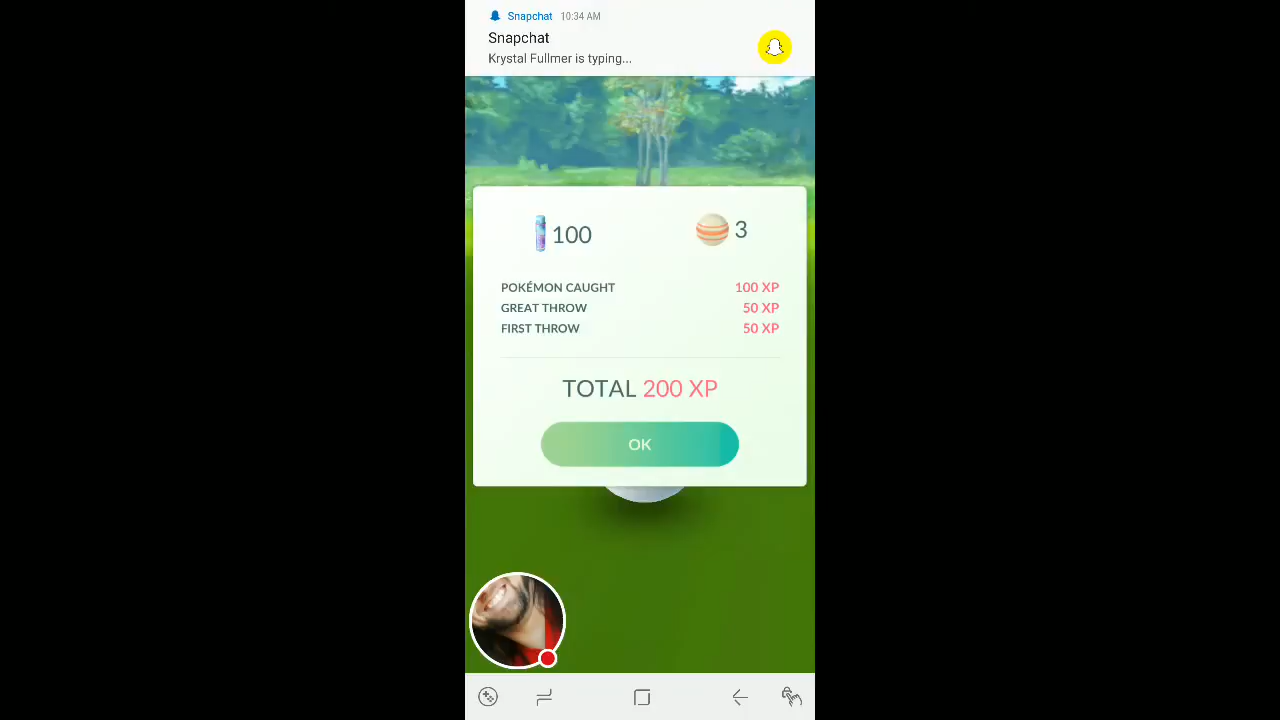 Snapchat 10:34 AM
Snapchat
Krystal Fullmer is typing...
100 3
POKÉMON CAUGHT 100 XP
GREAT THROW 50 XP
FIRST THROW 50 XP
TOTAL 200 XP
OK